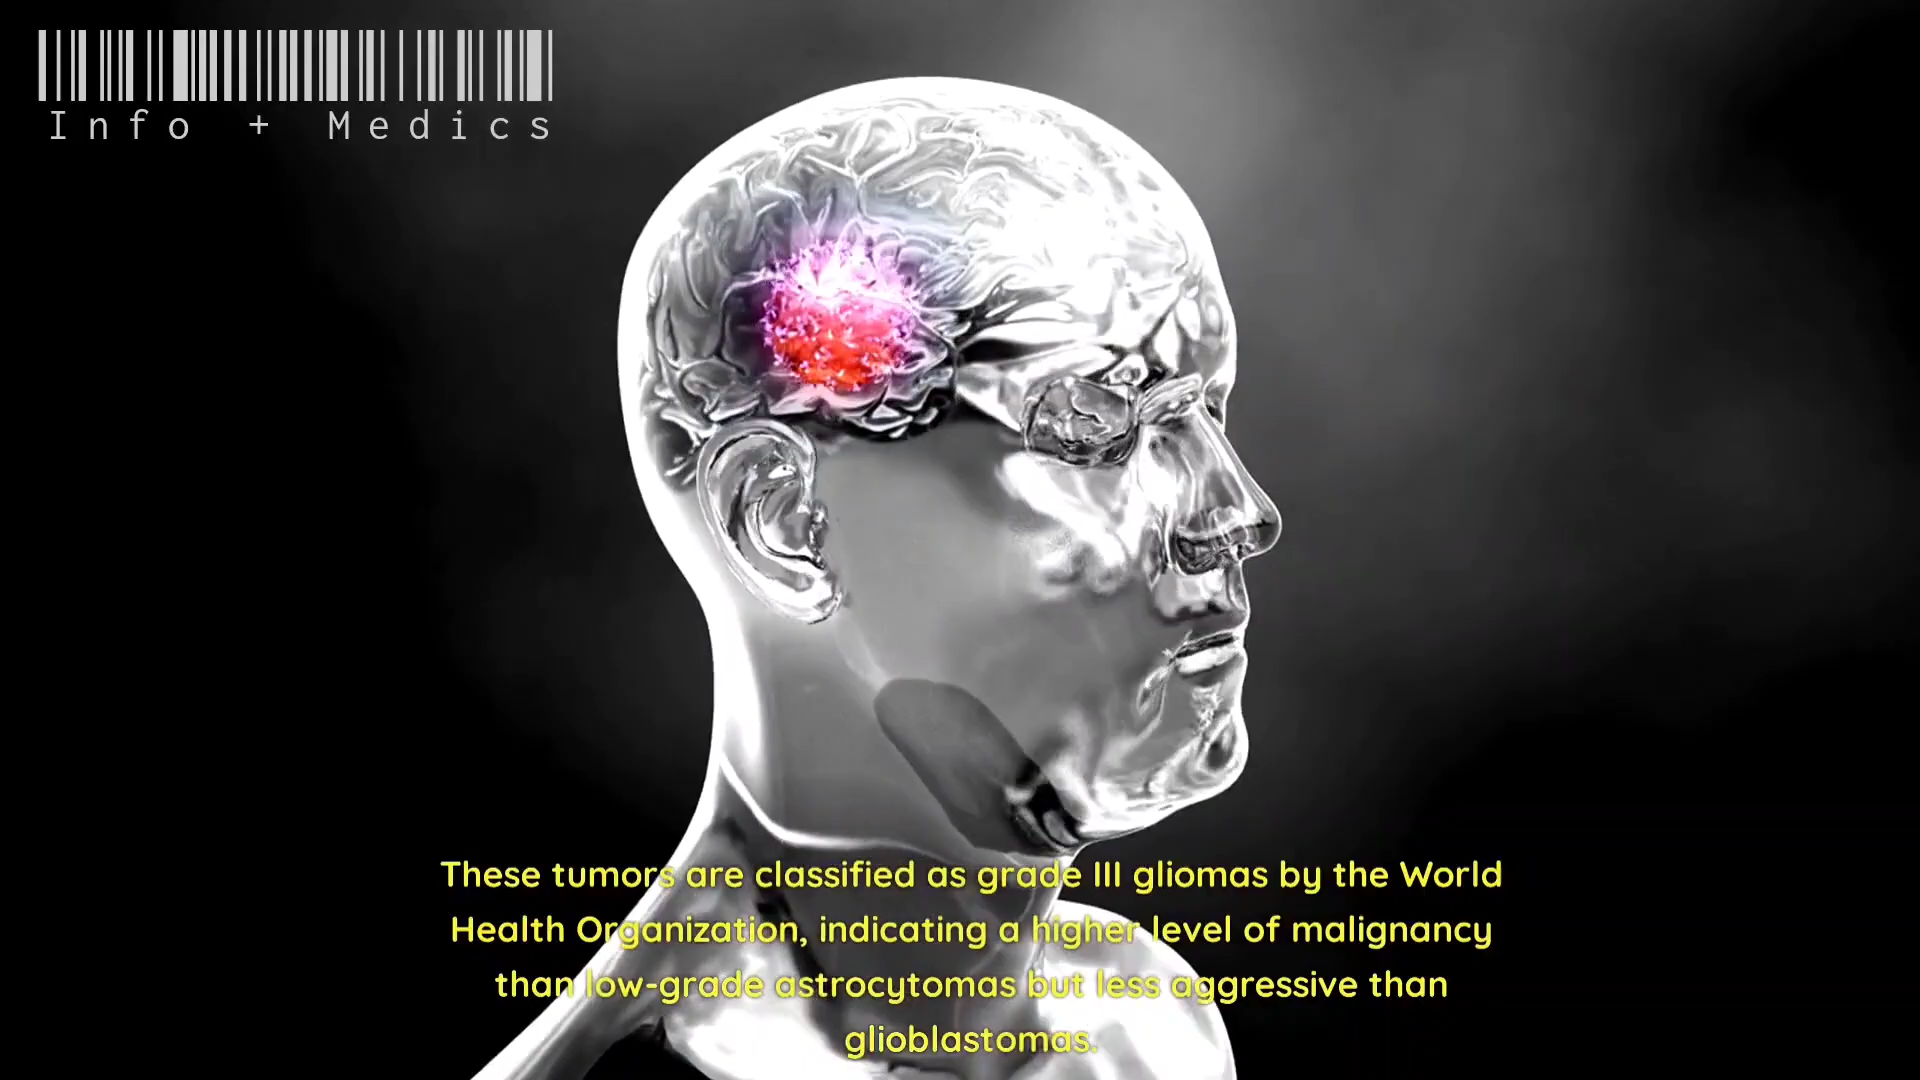 Info + Medics
These tumors are classified as grade III gliomas by the World
Health Organization, indicating a higher level of malignancy
than low-grade astrocytomas but less aggressive than
glioblastomas.